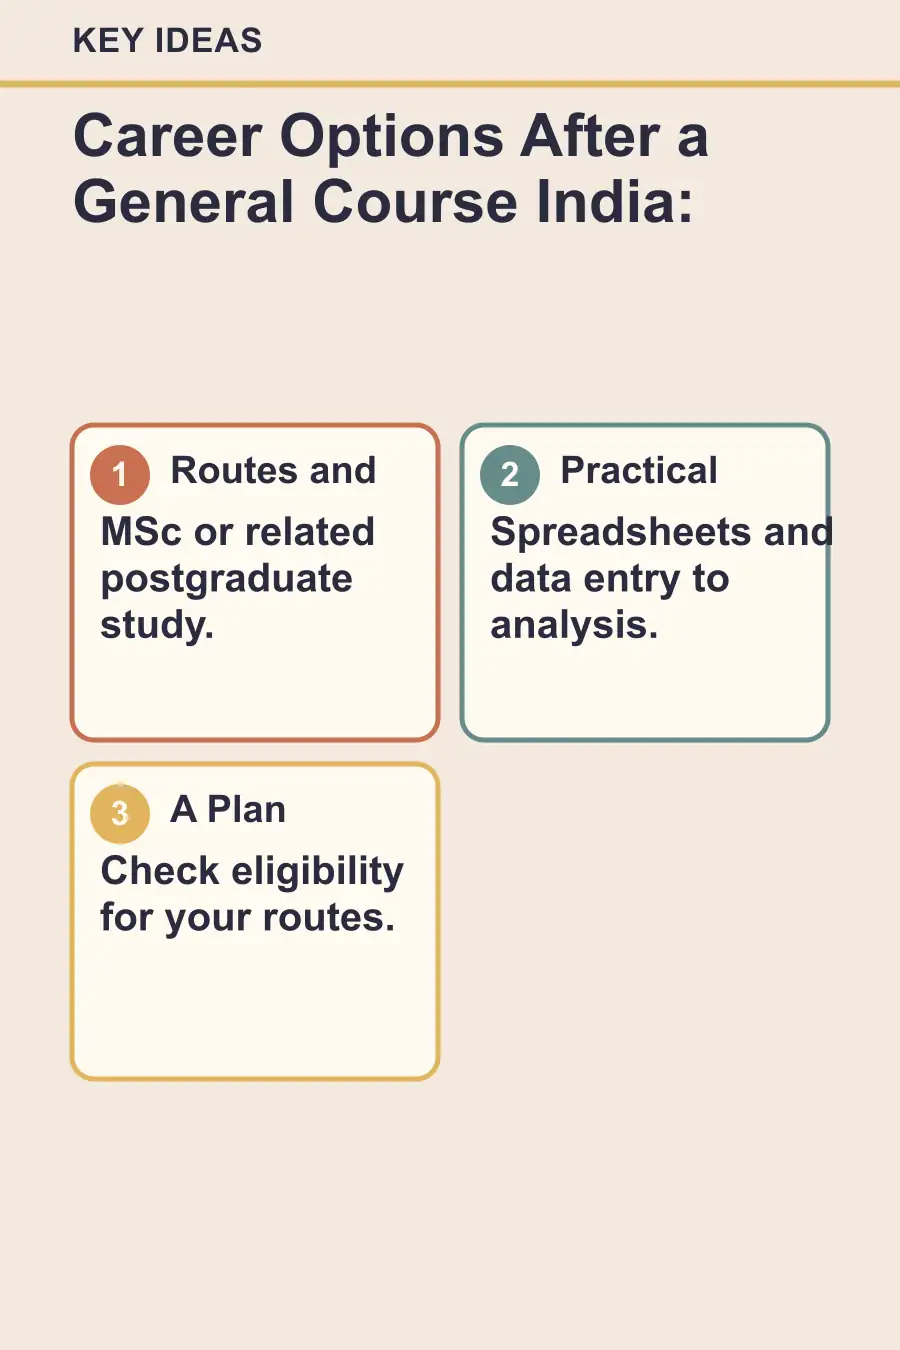 KEY IDEAS
Career Options After a
General Course India:
1 Routes and
MSc or related
postgraduate
study.
2 Practical
Spreadsheets and
data entry to
analysis.
3 A Plan
Check eligibility
for your routes.